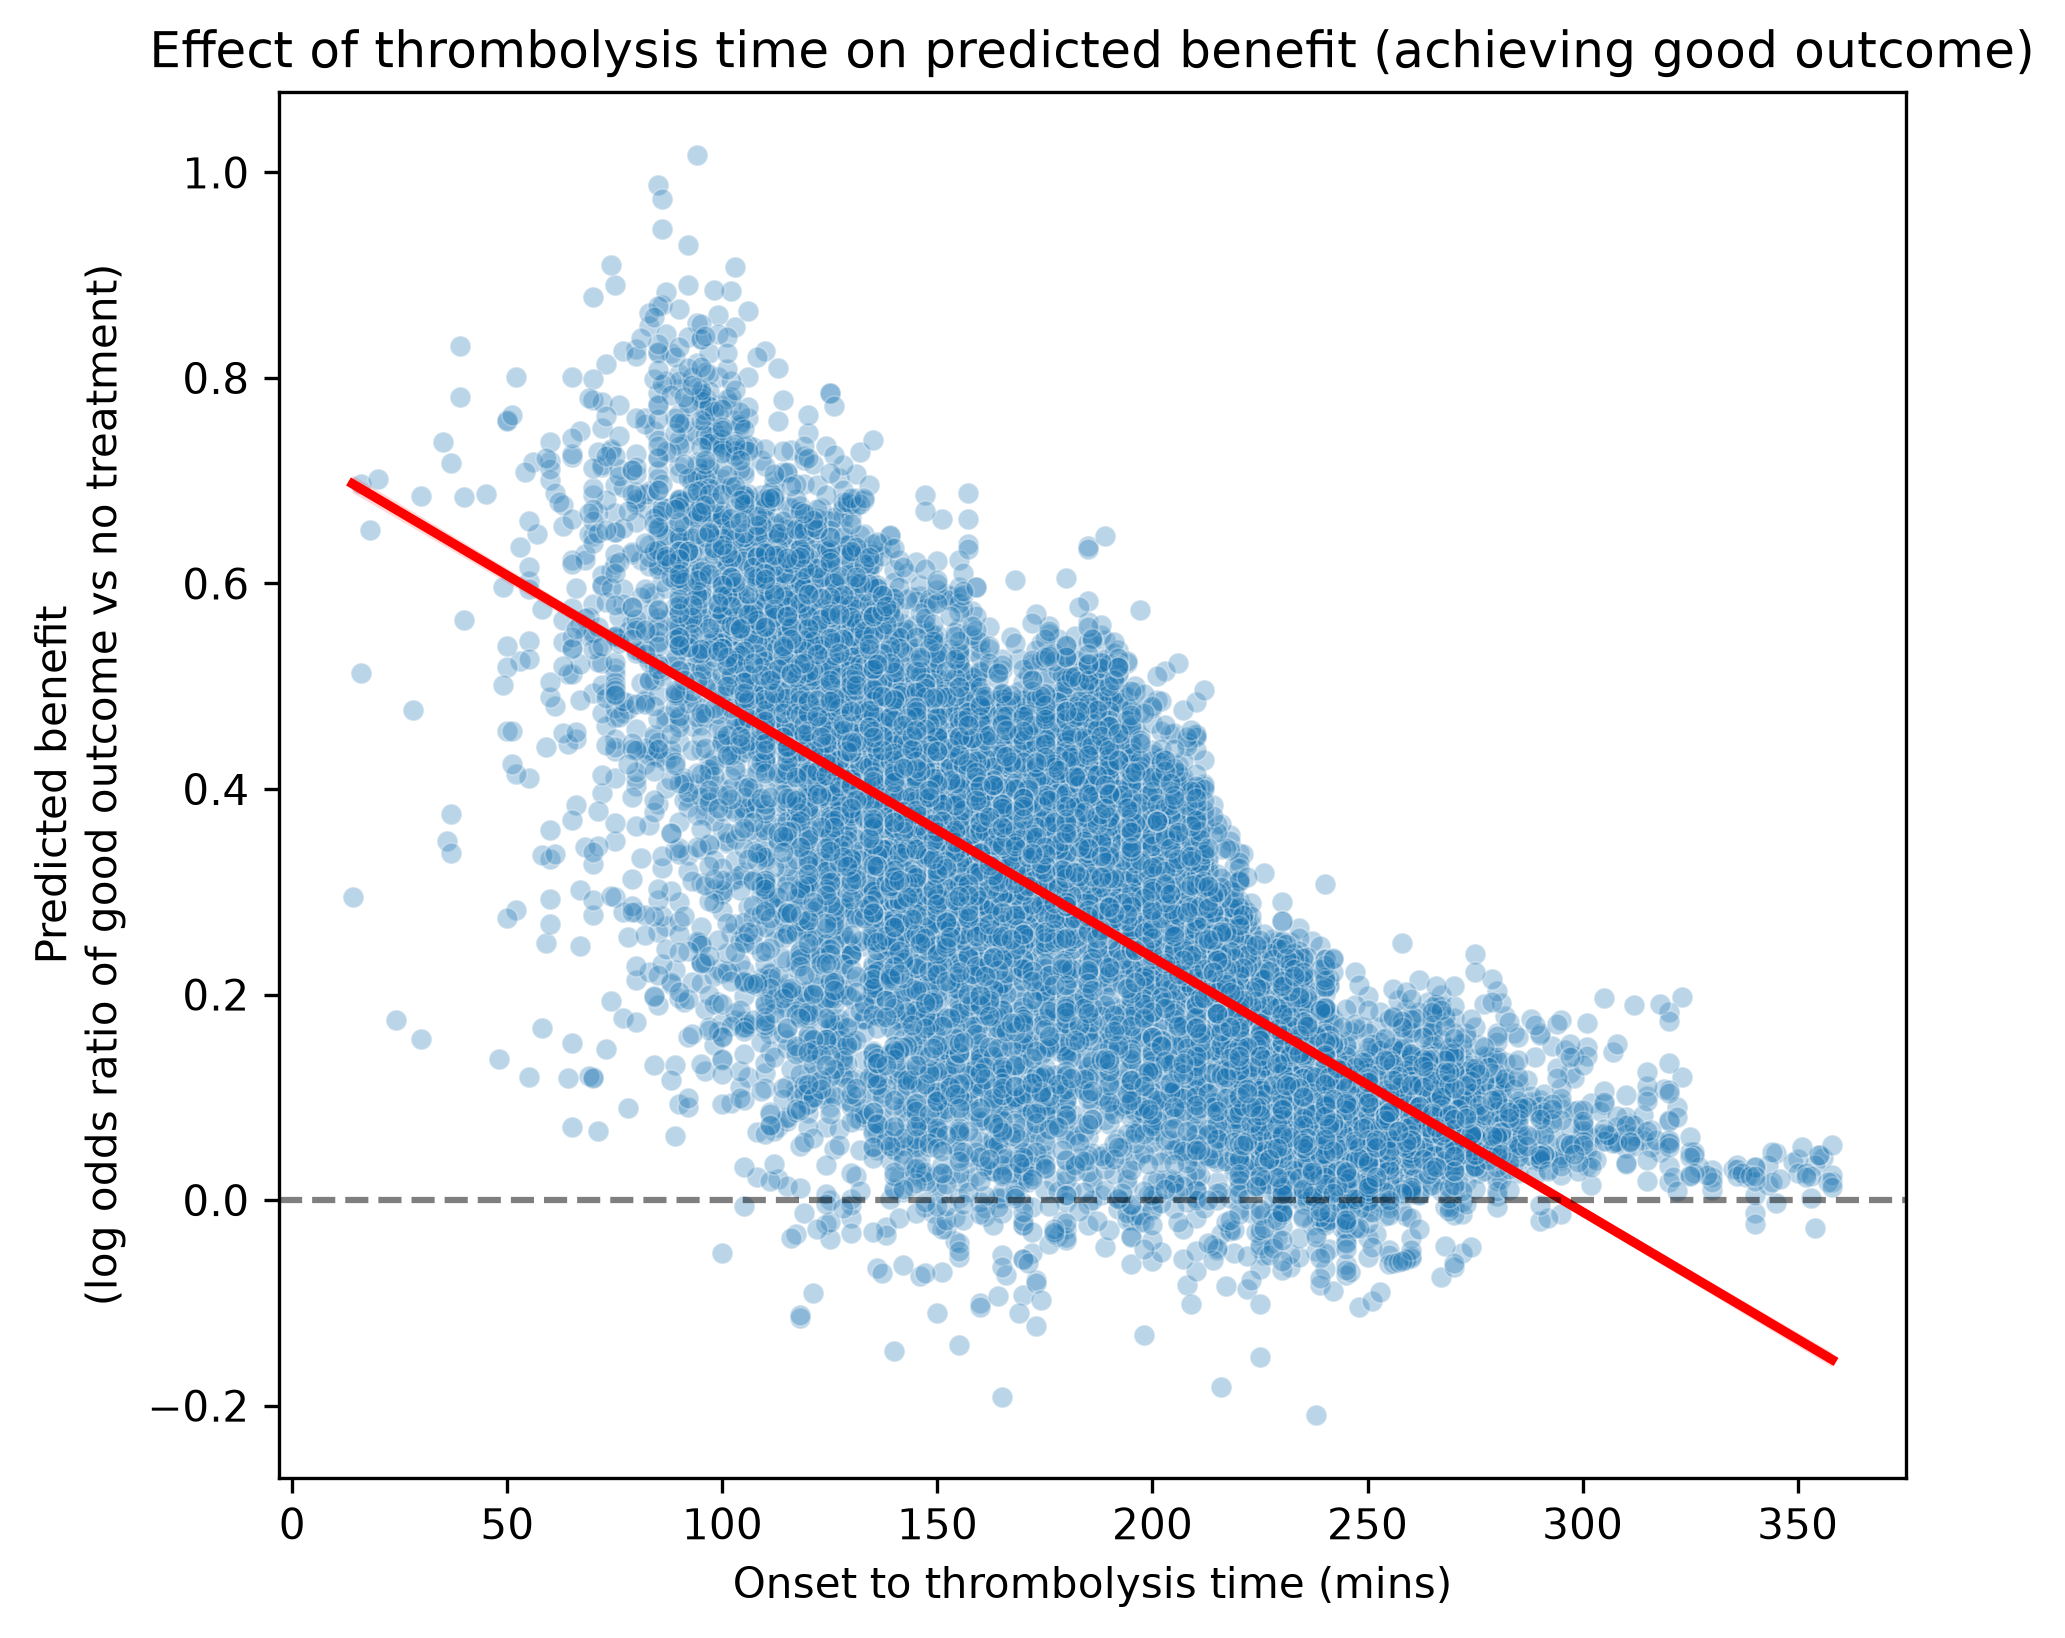 Effect of thrombolysis time on predicted benefit (achieving good outcome)
Predicted benefit
(log odds ratio of good outcome vs no treatment)
1.0
0.8
0.6
0.4
0.2
0.0
−0.2
0 50 100 150 200 250 300 350
Onset to thrombolysis time (mins)